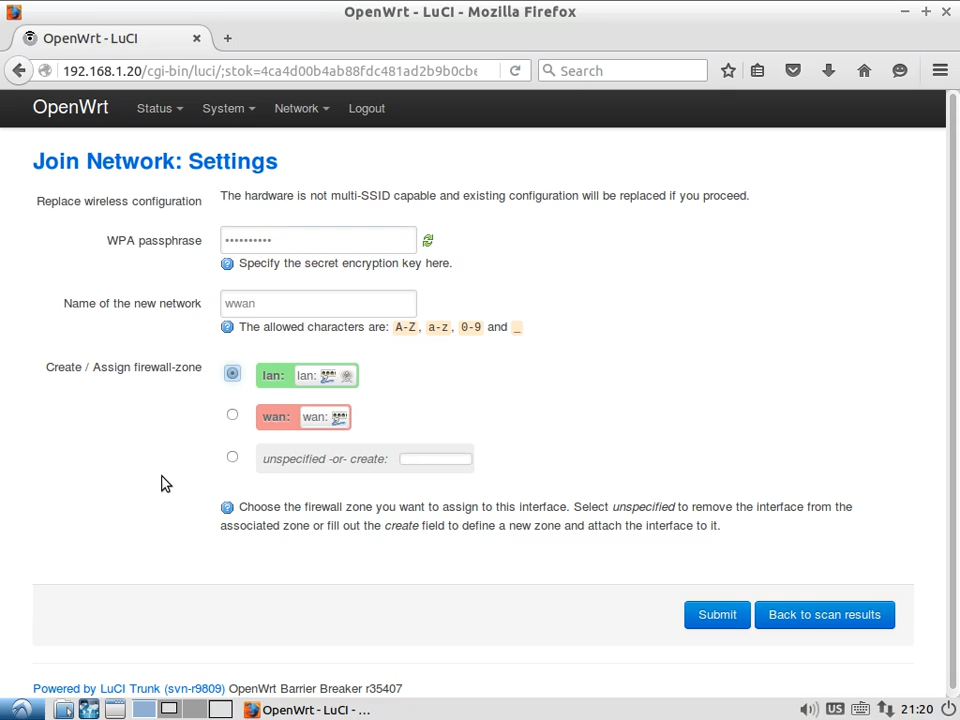 OpenWrt - LuCI - Mozilla Firefox
OpenWrt - LuCI
192.168.1.20/cgi-bin/luci/;stok=4ca4d00b4ab88fdc481ad2b9b0cbe
Search
OpenWrt Status System Network Logout
Join Network: Settings
Replace wireless configuration The hardware is not multi-SSID capable and existing configuration will be replaced if you proceed.
WPA passphrase ••••••••••
Specify the secret encryption key here.
Name of the new network wwan
The allowed characters are: A-Z, a-z, 0-9 and _
Create / Assign firewall-zone lan: lan:
wan: wan:
unspecified -or- create:
Choose the firewall zone you want to assign to this interface. Select unspecified to remove the interface from the
associated zone or fill out the create field to define a new zone and attach the interface to it.
Submit Back to scan results
Powered by LuCI Trunk (svn-r9809) OpenWrt Barrier Breaker r35407
OpenWrt - LuCI - ... US 21:20